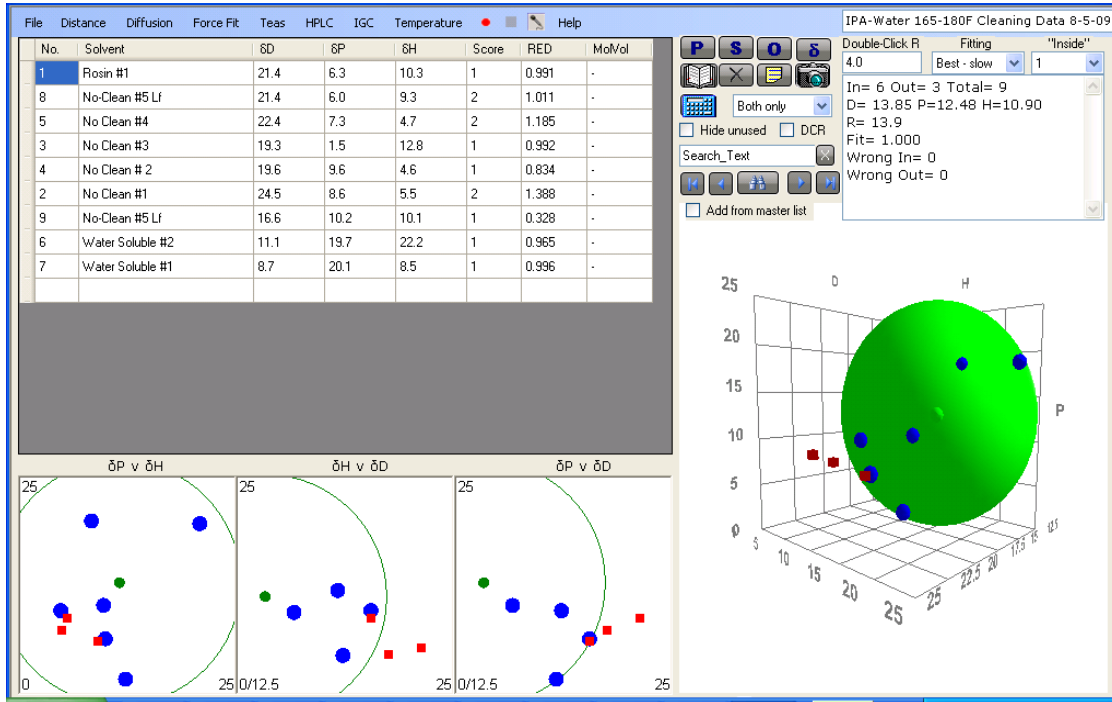 File Distance Diffusion Force Fit Teas HPLC IGC Temperature Help
IPA-Water 165-180F Cleaning Data 8-5-09
No. Solvent δD δP δH Score RED MolVol
1 Rosin #1 21.4 6.3 10.3 1 0.991 -
8 No-Clean #5 Lf 21.4 6.0 9.3 2 1.011 -
5 No Clean #4 22.4 7.3 4.7 2 1.185 -
3 No Clean #3 19.3 1.5 12.8 1 0.992 -
4 No Clean # 2 19.6 9.6 4.6 1 0.834 -
2 No Clean #1 24.5 8.6 5.5 2 1.388 -
9 No-Clean #5 Lf 16.6 10.2 10.1 1 0.328 -
6 Water Soluble #2 11.1 19.7 22.2 1 0.965 -
7 Water Soluble #1 8.7 20.1 8.5 1 0.996 -
P S O δ
Both only
Hide unused DCR
Search_Text
Add from master list
Double-Click R Fitting "Inside"
4.0 Best - slow 1
In= 6 Out= 3 Total= 9
D= 13.85 P=12.48 H=10.90
R= 13.9
Fit= 1.000
Wrong In= 0
Wrong Out= 0
D H
25
20
15
10
5
0
P
5 10 15 20 25
25 22.5 20 17.5 15 12.5
δP v δH δH v δD δP v δD
25 25 25
0 25 0/12.5 25 0/12.5 25